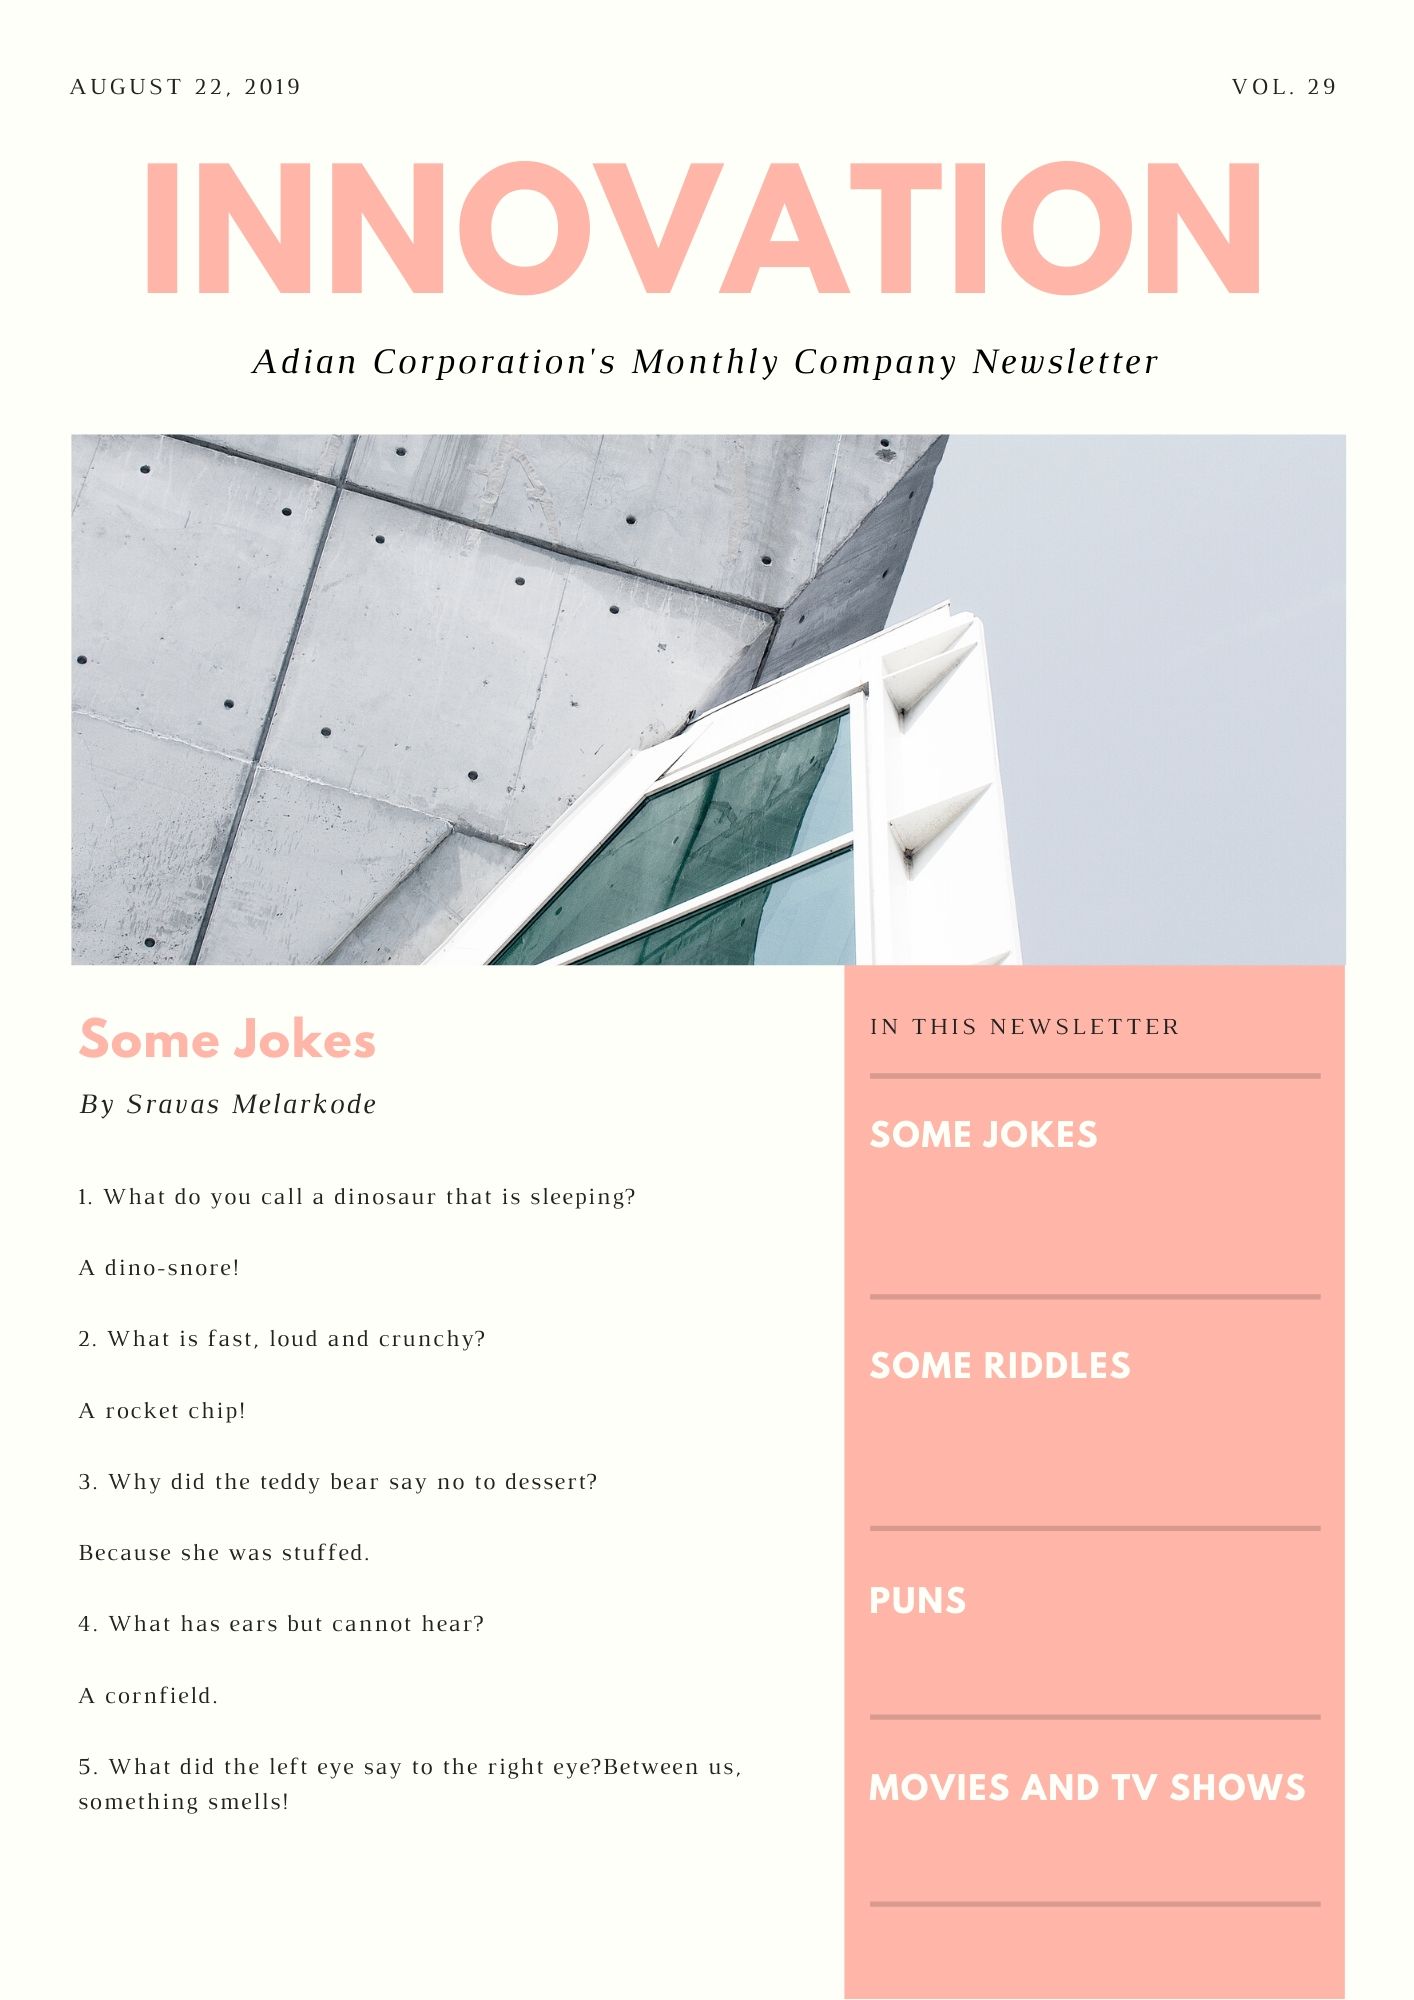 AUGUST 22, 2019
VOL. 29
INNOVATION
Adian Corporation's Monthly Company Newsletter
Some Jokes
By Sravas Melarkode
1. What do you call a dinosaur that is sleeping?
A dino-snore!
2. What is fast, loud and crunchy?
A rocket chip!
3. Why did the teddy bear say no to dessert?
Because she was stuffed.
4. What has ears but cannot hear?
A cornfield.
5. What did the left eye say to the right eye?Between us,
something smells!
IN THIS NEWSLETTER
SOME JOKES
SOME RIDDLES
PUNS
MOVIES AND TV SHOWS